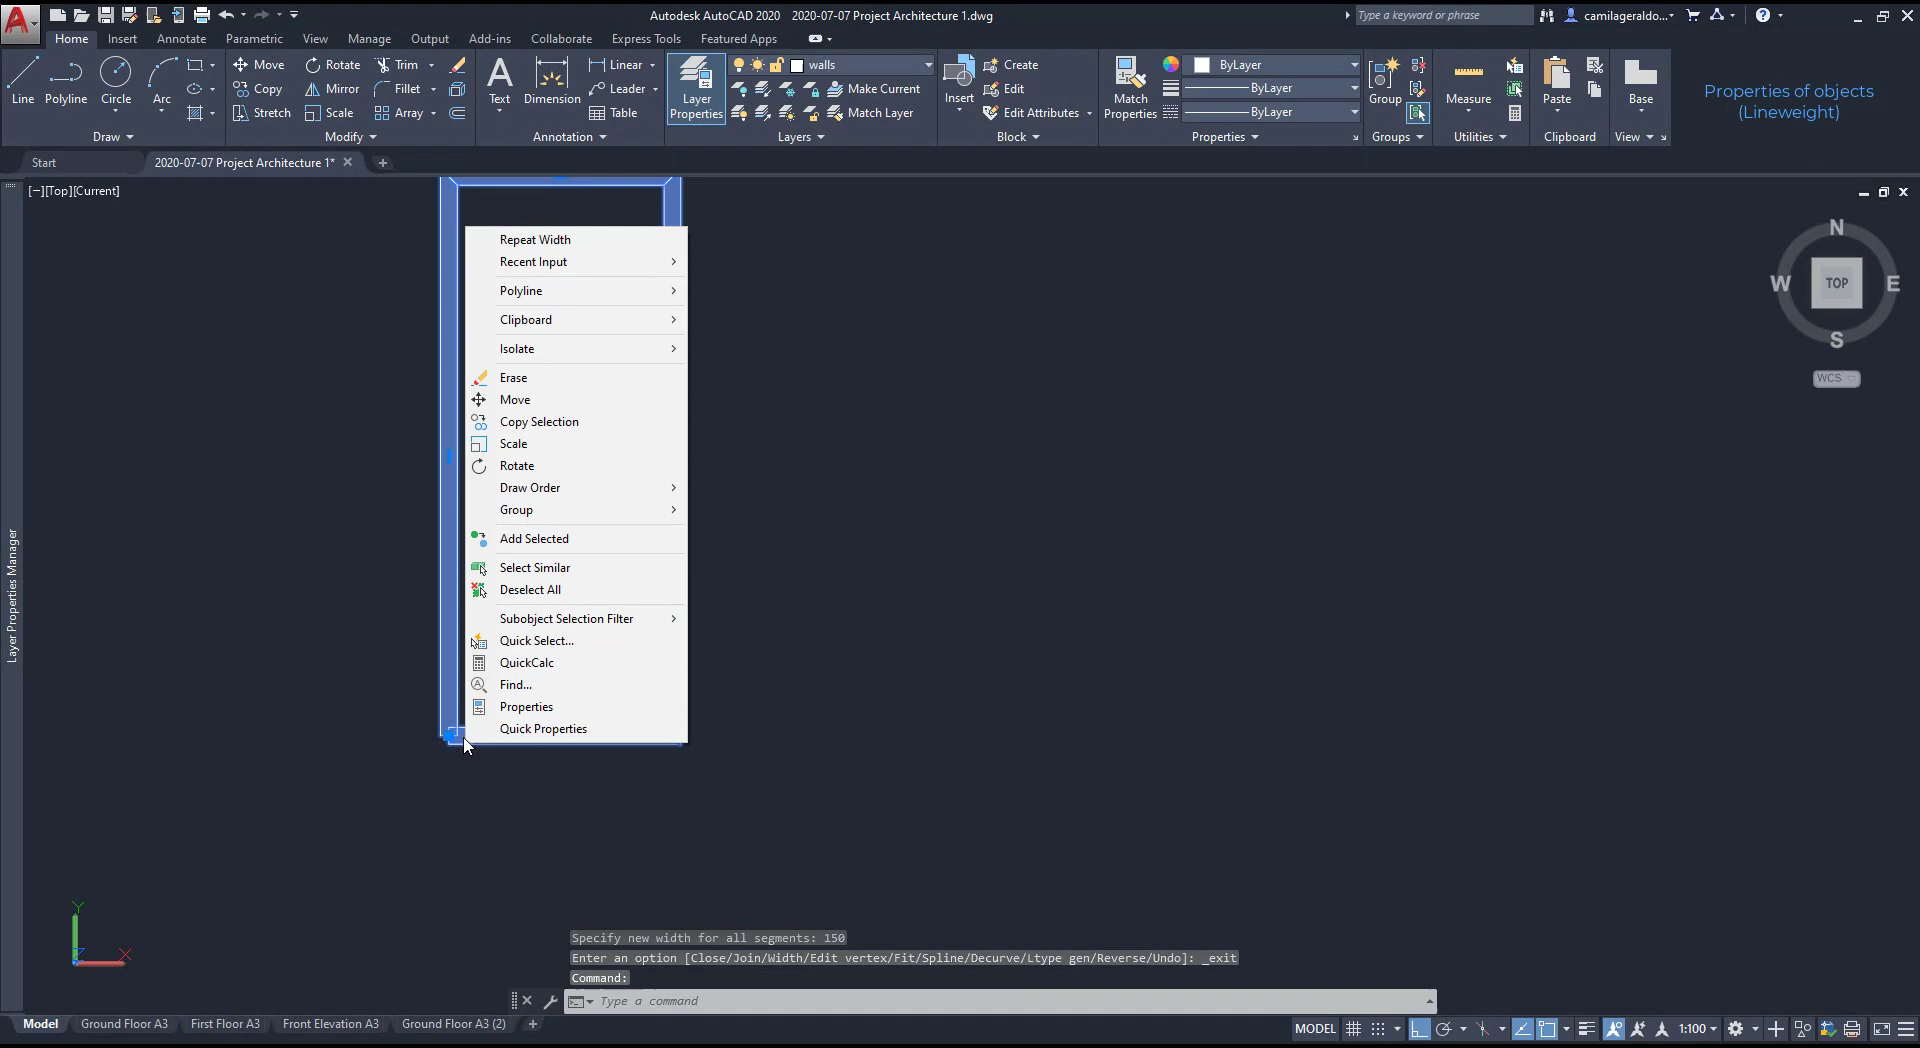 Autodesk AutoCAD 2020    2020-07-07 Project Architecture 1.dwg
Type a keyword or phrase
camilageraldo...
Home Insert Annotate Parametric View Manage Output Add-ins Collaborate Express Tools Featured Apps
Line Polyline Circle Arc
Draw
Move Rotate Trim
Copy Mirror Fillet
Stretch Scale Array
Modify
Text Dimension
Linear
Leader
Table
Annotation
Layer Properties
walls
Make Current
Match Layer
Layers
Insert
Create
Edit
Edit Attributes
Block
Match Properties
ByLayer
ByLayer
ByLayer
Properties
Group
Groups
Measure
Utilities
Paste
Clipboard
Base
View
Properties of objects
(Lineweight)
Start
2020-07-07 Project Architecture 1*
[−][Top][Current]
Layer Properties Manager
Repeat Width
Recent Input
Polyline
Clipboard
Isolate
Erase
Move
Copy Selection
Scale
Rotate
Draw Order
Group
Add Selected
Select Similar
Deselect All
Subobject Selection Filter
Quick Select...
QuickCalc
Find...
Properties
Quick Properties
N
W TOP E
S
WCS
Y
X
Specify new width for all segments: 150
Enter an option [Close/Join/Width/Edit vertex/Fit/Spline/Decurve/Ltype gen/Reverse/Undo]: _exit
Command:
Type a command
Model Ground Floor A3 First Floor A3 Front Elevation A3 Ground Floor A3 (2)
MODEL
1:100